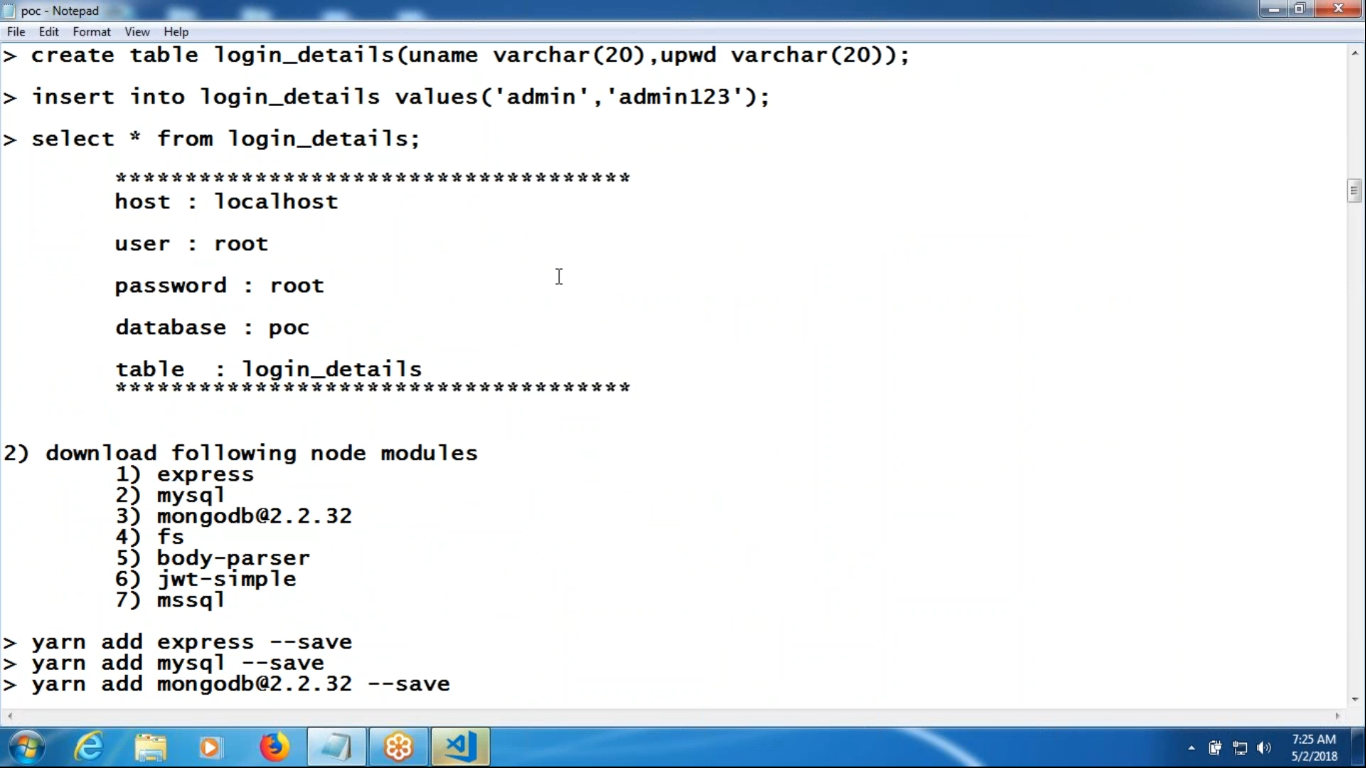 poc - Notepad
File Edit Format View Help
> create table login_details(uname varchar(20),upwd varchar(20));
> insert into login_details values('admin','admin123');
> select * from login_details;
*************************************
host : localhost
user : root
password : root
database : poc
table  : login_details
*************************************
2) download following node modules
1) express
2) mysql
3) mongodb@2.2.32
4) fs
5) body-parser
6) jwt-simple
7) mssql
> yarn add express --save
> yarn add mysql --save
> yarn add mongodb@2.2.32 --save
7:25 AM
5/2/2018